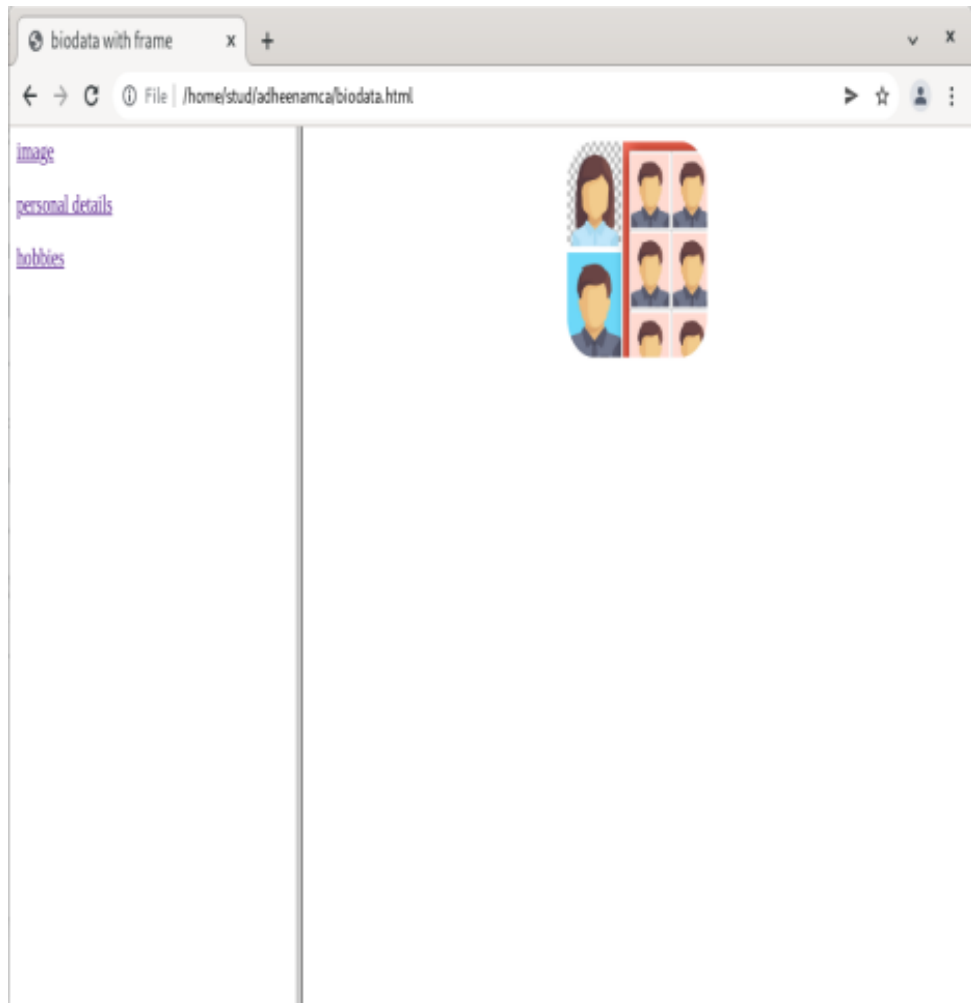 biodata with frame
File | /home/stud/adheenamca/biodata.html
image
personal details
hobbies